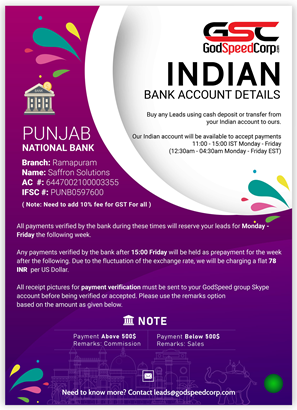 GSC
GodSpeedCorp.com
INDIAN
BANK ACCOUNT DETAILS
Buy any Leads using cash deposit or transfer from
your Indian account to ours.
Our Indian account will be available to accept payments
11:00 - 15:00 IST Monday - Friday
(12:30am - 04:30am Monday - Friday EST)
PUNJAB
NATIONAL BANK
Branch: Ramapuram
Name: Saffron Solutions
AC #: 6447002100003355
IFSC #: PUNB0597600
( Note: Need to add 10% fee for GST For all )
All payments verified by the bank during these times will reserve your leads for Monday -
Friday the following week.
Any payments verified by the bank after 15:00 Friday will be held as prepayment for the week
after the following. Due to the fluctuation of the exchange rate, we will be charging a flat 78
INR per US Dollar.
All receipt pictures for payment verification must be sent to your GodSpeed group Skype
account before being verified or accepted. Please use the remarks option
based on the amount as given below.
NOTE
Payment Above 500$
Remarks: Commission
Payment Below 500$
Remarks: Sales
Need to know more? Contact leads@godspeedcorp.com